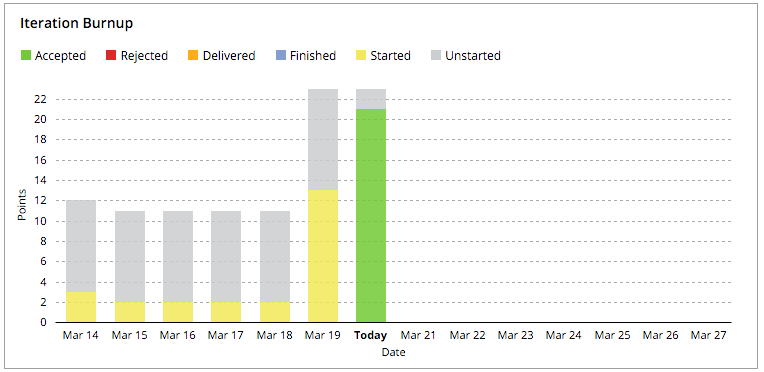 Iteration Burnup
Accepted Rejected Delivered Finished Started Unstarted
22
20
18
16
14
12
10
8
6
4
2
0
Points
Mar 14 Mar 15 Mar 16 Mar 17 Mar 18 Mar 19 Today Mar 21 Mar 22 Mar 23 Mar 24 Mar 25 Mar 26 Mar 27
Date